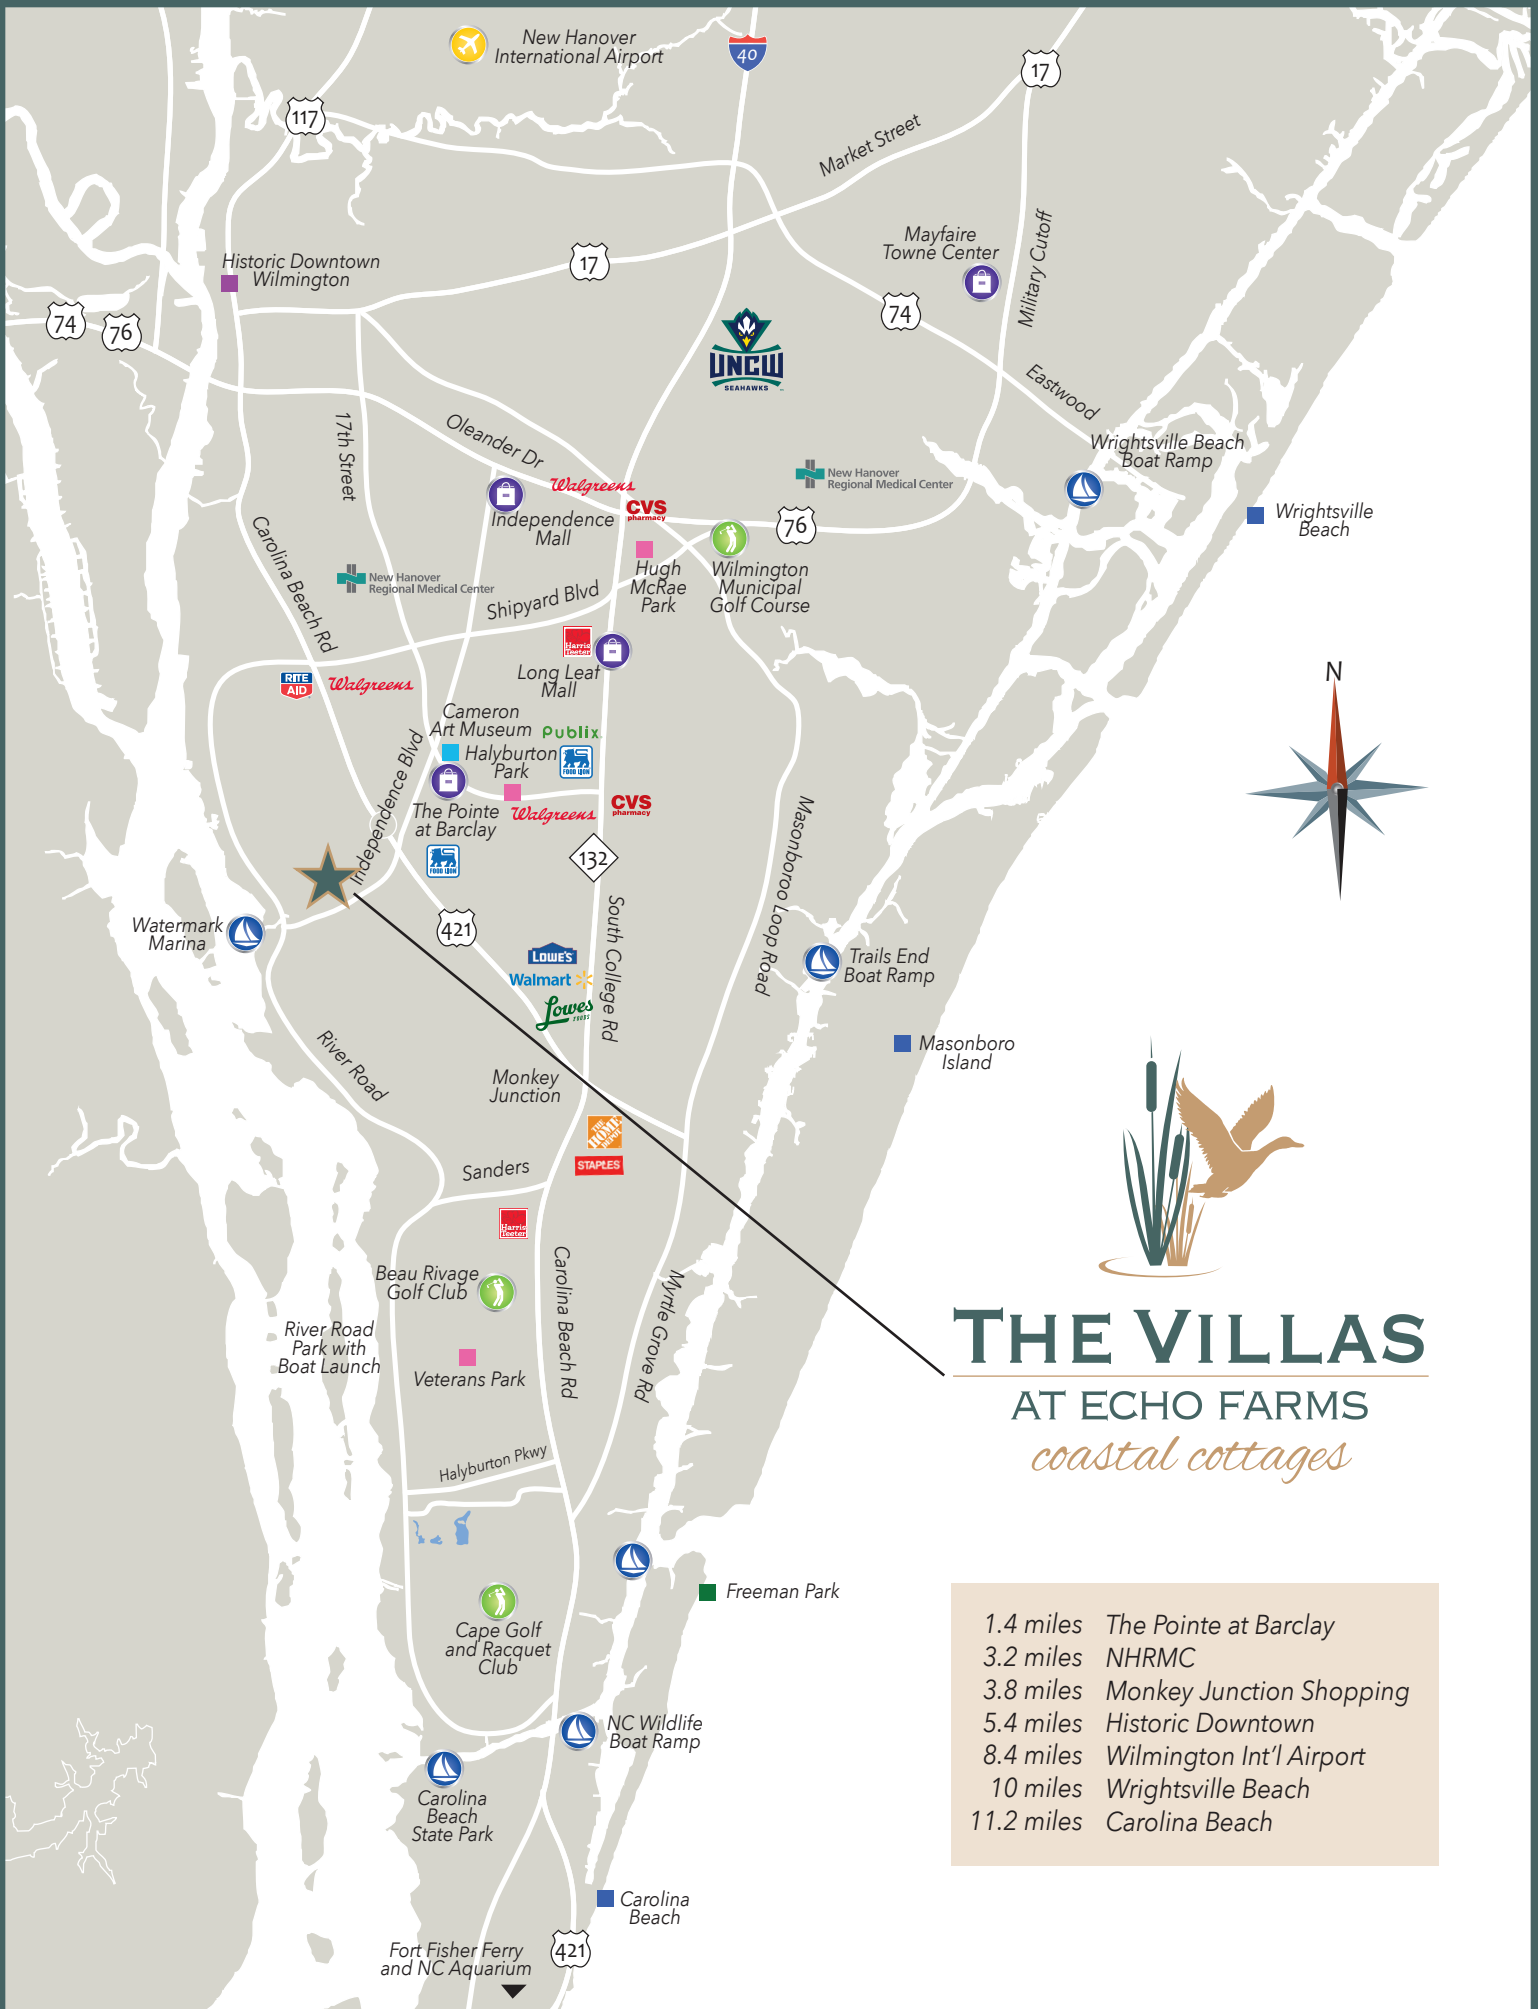 New Hanover
International Airport
40
17
117
Market Street
Mayfaire
Towne Center
Military Cutoff
Historic Downtown
Wilmington
17
74
76
74
UNCW
SEAHAWKS
Eastwood
17th Street
Oleander Dr
Wrightsville Beach
Boat Ramp
New Hanover
Regional Medical Center
Walgreens
CVS
pharmacy
Independence
Mall
76
Wrightsville
Beach
Carolina Beach Rd
Hugh
McRae
Park
Wilmington
Municipal
Golf Course
New Hanover
Regional Medical Center
Shipyard Blvd
Harris
Teeter
Long Leaf
Mall
RITE
AID
Walgreens
N
Cameron
Art Museum
Publix
Halyburton
Park
FOOD LION
Independence Blvd
The Pointe
at Barclay
Walgreens
CVS
pharmacy
Masonboroo Loop Road
FOOD LION
132
Watermark
Marina
421
South College Rd
LOWE'S
Walmart
Lowes
FOODS
Trails End
Boat Ramp
Masonboro
Island
River Road
Monkey
Junction
THE
HOME
DEPOT
STAPLES
Sanders
Harris
Teeter
Beau Rivage
Golf Club
Carolina Beach Rd
Myrtle Grove Rd
River Road
Park with
Boat Launch
Veterans Park
THE VILLAS
AT ECHO FARMS
coastal cottages
Halyburton Pkwy
Freeman Park
Cape Golf
and Racquet
Club
1.4 miles The Pointe at Barclay
3.2 miles NHRMC
3.8 miles Monkey Junction Shopping
5.4 miles Historic Downtown
8.4 miles Wilmington Int'l Airport
10 miles Wrightsville Beach
11.2 miles Carolina Beach
NC Wildlife
Boat Ramp
Carolina
Beach
State Park
Carolina
Beach
Fort Fisher Ferry
and NC Aquarium
421